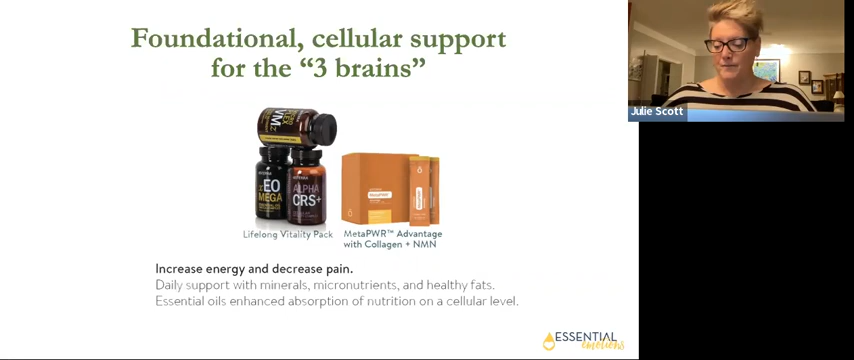 Foundational, cellular support
for the “3 brains”
Julie Scott
VMz
xEO
MEGA
ALPHA
CRS+
Lifelong Vitality Pack
MetaPWR™ Advantage
with Collagen + NMN
Increase energy and decrease pain.
Daily support with minerals, micronutrients, and healthy fats.
Essential oils enhanced absorption of nutrition on a cellular level.
ESSENTIAL
emotions